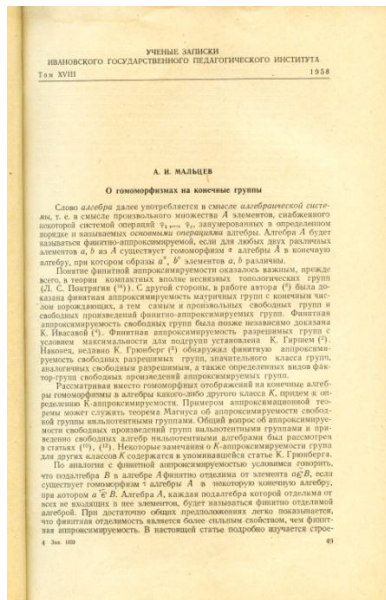 УЧЕНЫЕ ЗАПИСКИ
ИВАНОВСКОГО ГОСУДАРСТВЕННОГО ПЕДАГОГИЧЕСКОГО ИНСТИТУТА
Том XVIII 1958
А. И. МАЛЬЦЕВ
О гомоморфизмах на конечные группы
Слово алгебра далее употребляется в смысле алгебраической систе-
мы, т. е. в смысле произвольного множества A элементов, снабженного
некоторой системой операций занумерованных в определенном
порядке и называемых основными операциями алгебры. Алгебра A будет
называться финитно-аппроксимируемой, если для любых двух различных
элементов a, b из A существует гомоморфизм алгебры A в конечную
алгебру, при котором образы элементов a, b различны.
Понятие финитной аппроксимируемости оказалось важным, прежде
всего, в теории компактных вполне несвязных топологических групп
(Л. С. Понтрягин С другой стороны, в работе автора была до-
казана финитная аппроксимируемость матричных групп с конечным чис-
лом порождающих, а тем самым и произвольных свободных групп и
свободных произведений финитно-аппроксимируемых групп. Финитная
аппроксимируемость свободных групп была позже независимо доказана
К. Ивасавой Финитная аппроксимируемость разрешимых групп с
условием максимальности для подгрупп установлена К. Гиршем
Наконец, недавно К. Грюнберг обнаружил финитную аппроксими-
руемость свободных разрешимых групп, значительного класса групп,
аналогичных свободным разрешимым, а также определенных видов фак-
тор-групп свободных произведений аппроксимируемых групп.
Рассматривая вместо гомоморфных отображений на конечные алгеб-
ры гомоморфизмы в алгебры какого-либо другого класса K, придем к оп-
ределению K-аппроксимируемости. Примером аппроксимационной тео-
ремы может служить теорема Магнуса об аппроксимируемости свобод-
ной группы нильпотентными группами. Общий вопрос об аппроксимируе-
мости свободных произведений групп нильпотентными группами и при-
ведено свободных алгебр нильпотентными алгебрами был рассмотрен
в статьях Некоторые замечания о K-аппроксимируемости групп
для других классов K содержатся в упоминавшейся статье К. Грюнберга.
По аналогии с финитной аппроксимируемостью условимся говорить,
что подалгебра B в алгебре A финитно отделима от элемента если
существует гомоморфизм алгебры A в некоторую конечную алгебру,
при котором Алгебра A, каждая подалгебра которой отделима от
всех не входящих в нее элементов, будет называться финитно отделимой
алгеброй. При достаточно общих предположениях легко показывается,
что финитная отделимость является более сильным свойством, чем финит-
ная аппроксимируемость. В настоящей статье подробно изучается строе-
4 Зак. 49